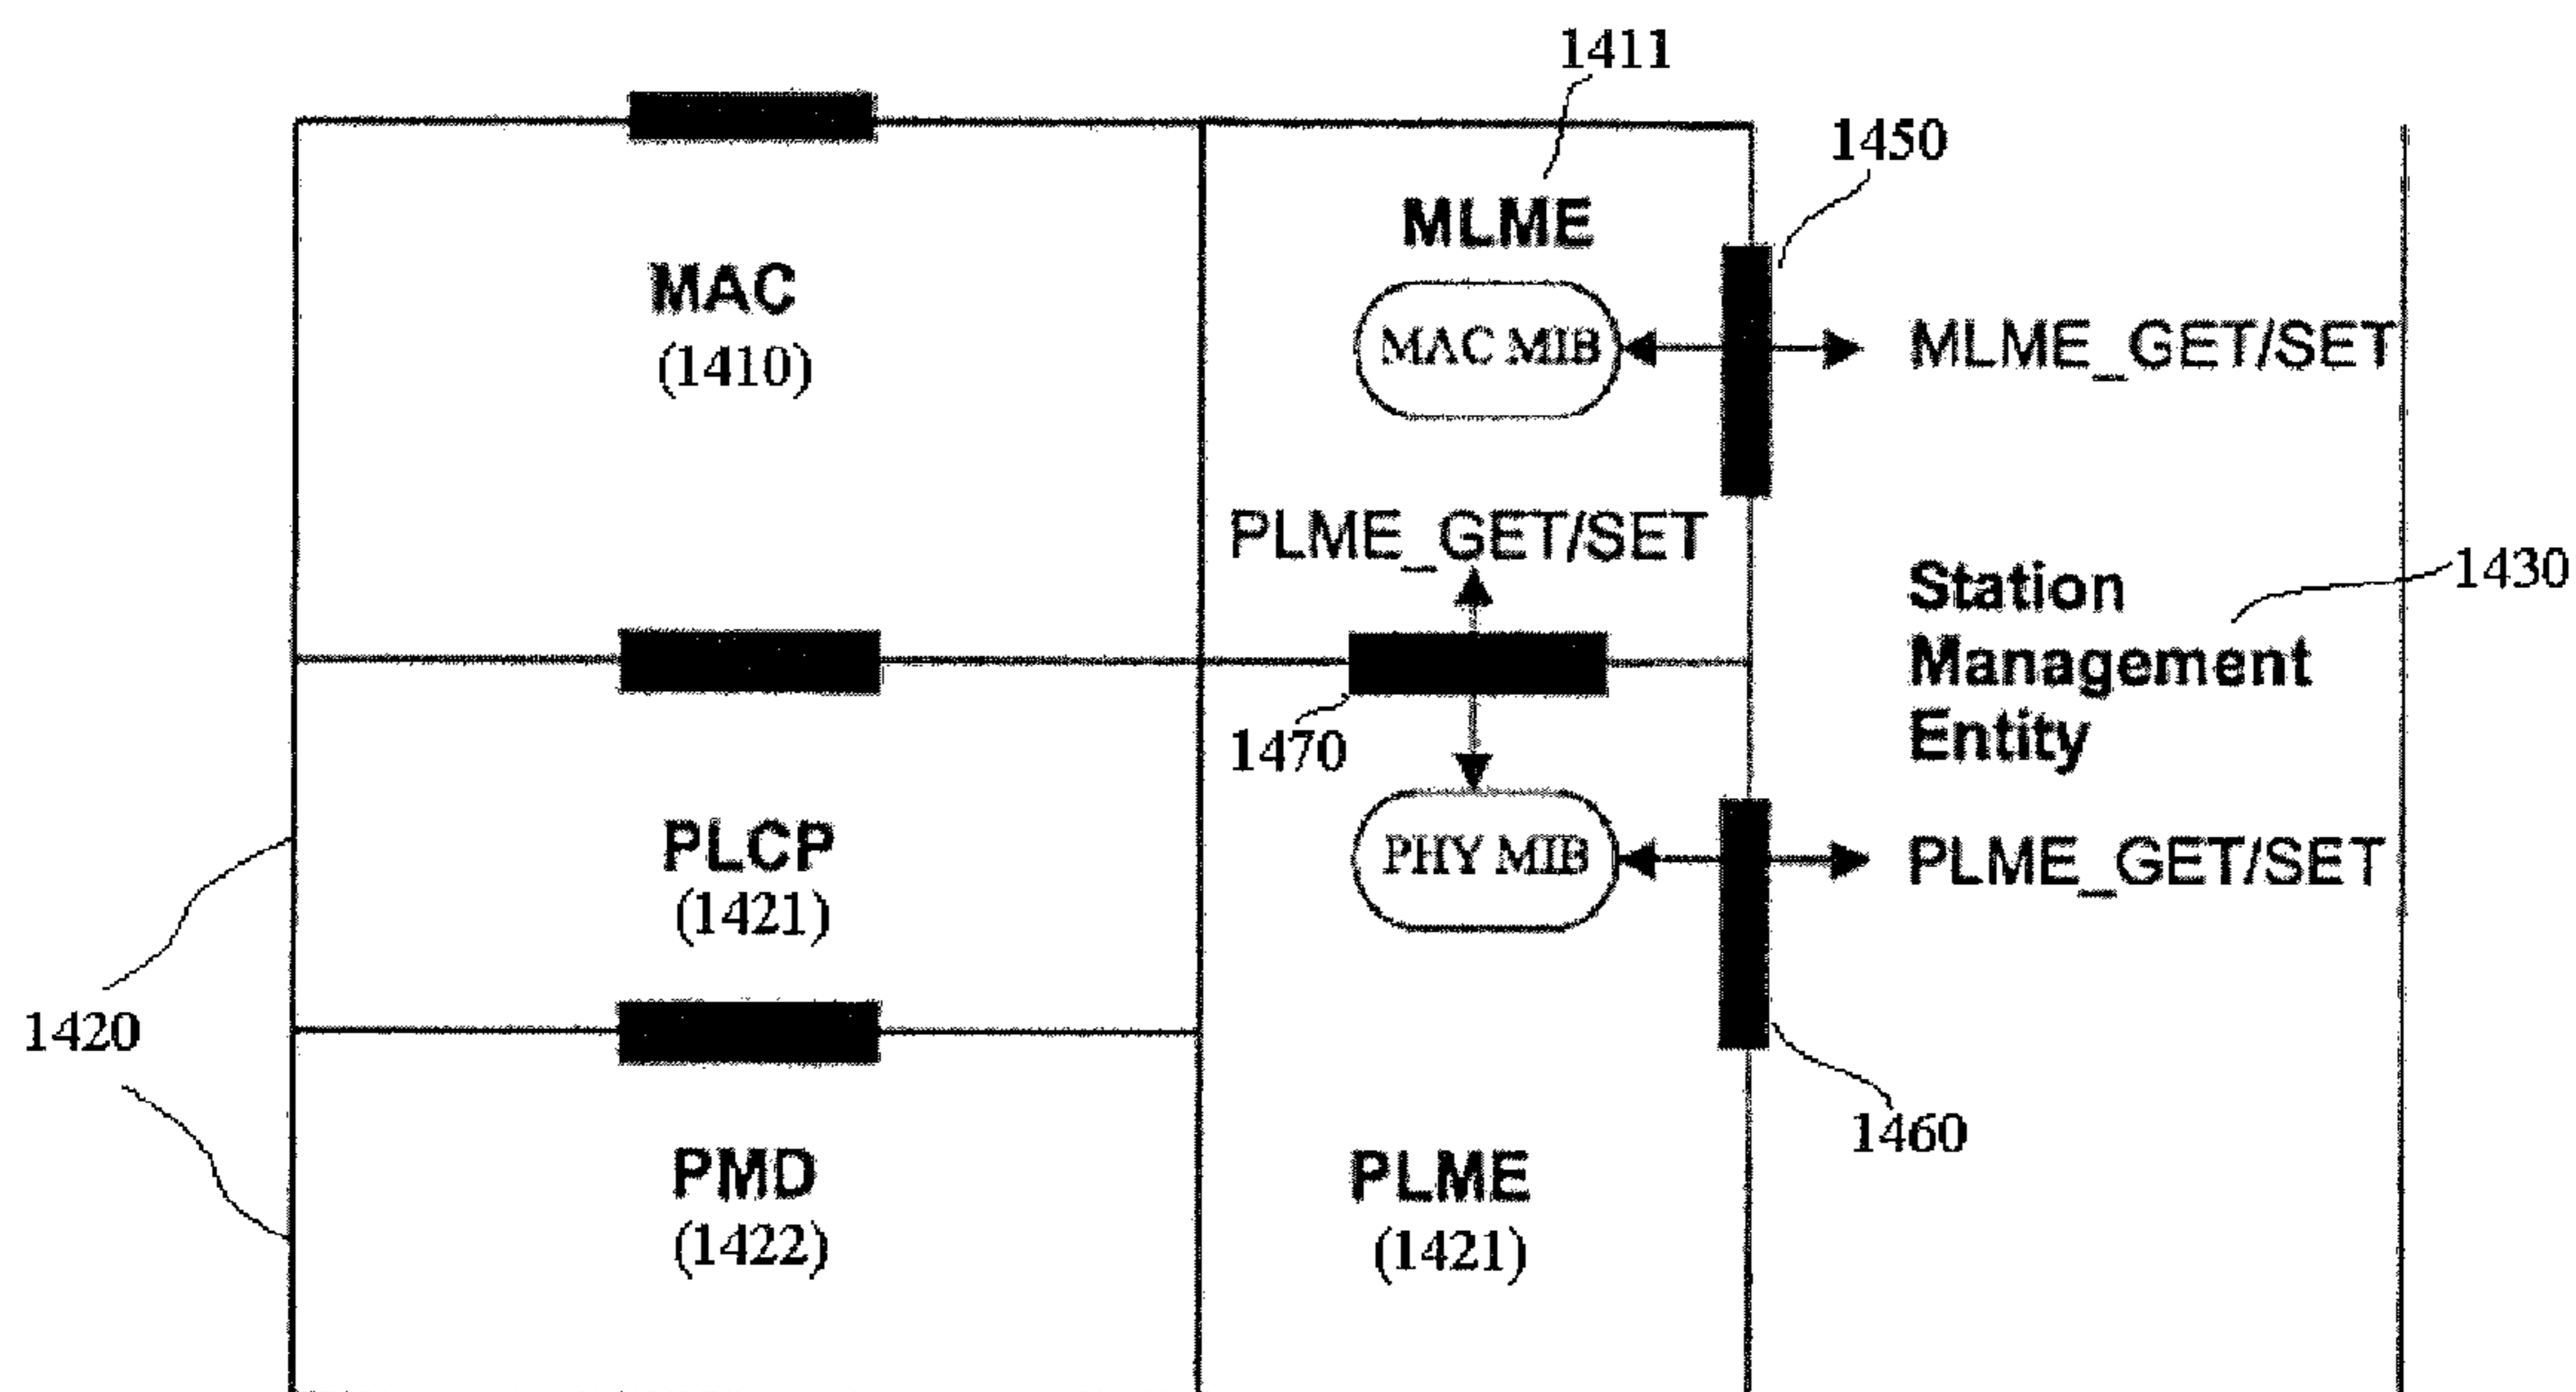 1411
1450
MLME
MAC
(1410)
MAC MIB
MLME_GET/SET
PLME_GET/SET
Station
Management
Entity
1430
1470
PLCP
(1421)
PHY MIB
PLME_GET/SET
1420
1460
PMD
(1422)
PLME
(1421)